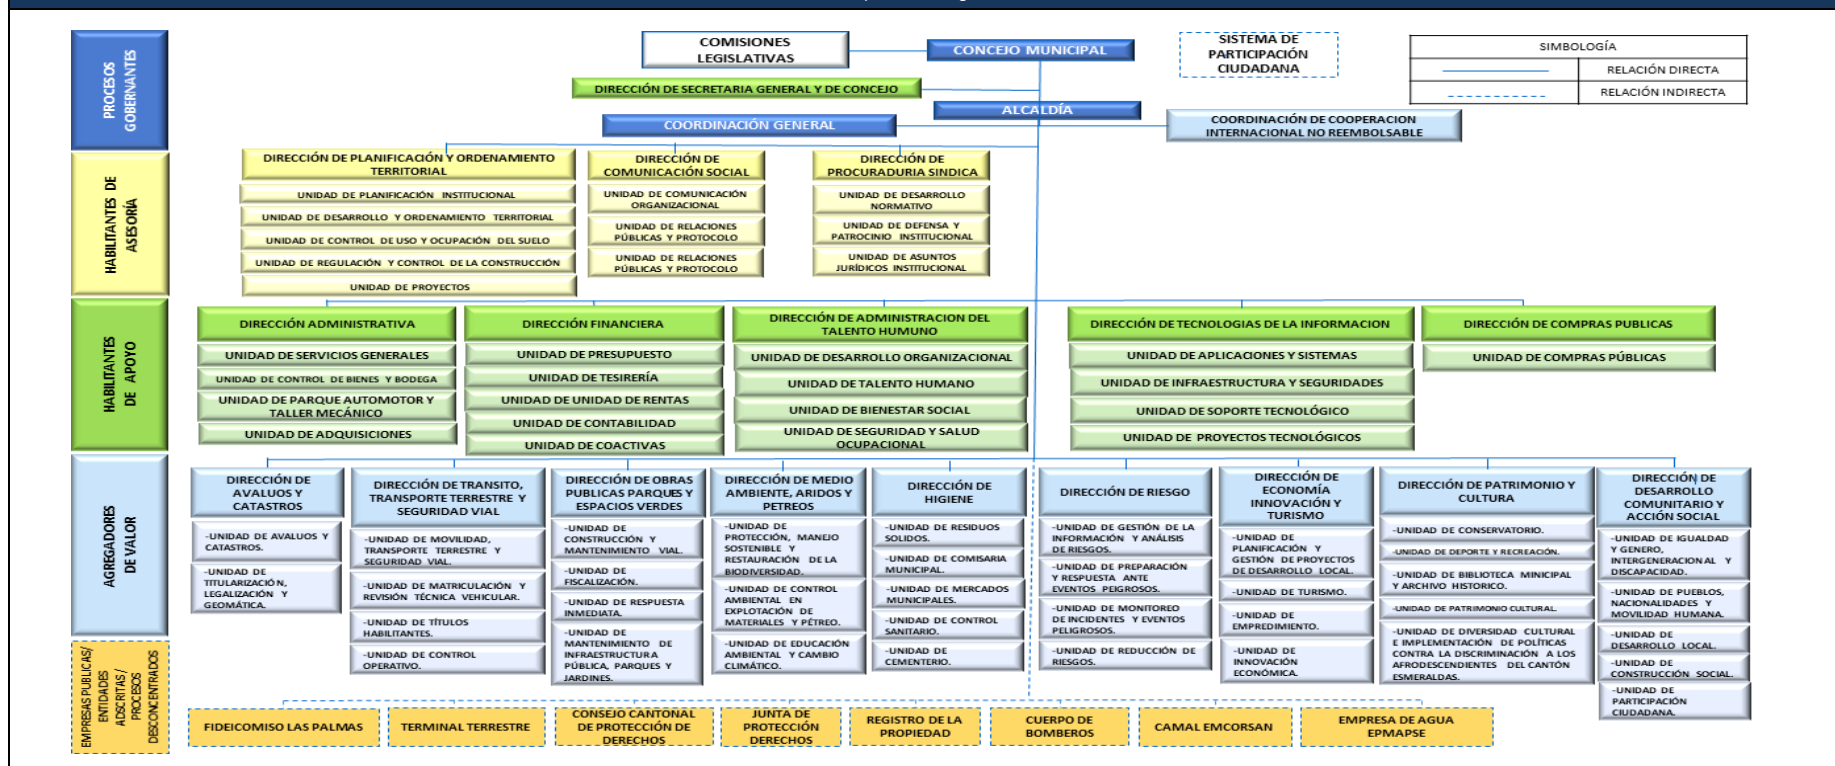 PROCESOS
GOBERNANTES
COMISIONES
LEGISLATIVAS
CONCEJO MUNICIPAL
SISTEMA DE
PARTICIPACIÓN
CIUDADANA
SIMBOLOGÍA
RELACIÓN DIRECTA
RELACIÓN INDIRECTA
DIRECCIÓN DE SECRETARIA GENERAL Y DE CONCEJO
ALCALDÍA
COORDINACIÓN GENERAL
COORDINACIÓN DE COOPERACION
INTERNACIONAL NO REEMBOLSABLE
HABILITANTES DE
ASESORÍA
DIRECCIÓN DE PLANIFICACIÓN Y ORDENAMIENTO
TERRITORIAL
UNIDAD DE PLANIFICACIÓN INSTITUCIONAL
UNIDAD DE DESARROLLO Y ORDENAMIENTO TERRITORIAL
UNIDAD DE CONTROL DE USO Y OCUPACIÓN DEL SUELO
UNIDAD DE REGULACIÓN Y CONTROL DE LA CONSTRUCCIÓN
UNIDAD DE PROYECTOS
DIRECCIÓN DE
COMUNICACIÓN SOCIAL
UNIDAD DE COMUNICACIÓN
ORGANIZACIONAL
UNIDAD DE RELACIONES
PÚBLICAS Y PROTOCOLO
UNIDAD DE RELACIONES
PÚBLICAS Y PROTOCOLO
DIRECCIÓN DE
PROCURADURIA SINDICA
UNIDAD DE DESARROLLO
NORMATIVO
UNIDAD DE DEFENSA Y
PATROCINIO INSTITUCIONAL
UNIDAD DE ASUNTOS
JURÍDICOS INSTITUCIONAL
HABILITANTES
DE APOYO
DIRECCIÓN ADMINISTRATIVA
UNIDAD DE SERVICIOS GENERALES
UNIDAD DE CONTROL DE BIENES Y BODEGA
UNIDAD DE PARQUE AUTOMOTOR Y
TALLER MECÁNICO
UNIDAD DE ADQUISICIONES
DIRECCIÓN FINANCIERA
UNIDAD DE PRESUPUESTO
UNIDAD DE TESIRERÍA
UNIDAD DE UNIDAD DE RENTAS
UNIDAD DE CONTABILIDAD
UNIDAD DE COACTIVAS
DIRECCIÓN DE ADMINISTRACION DEL
TALENTO HUMUNO
UNIDAD DE DESARROLLO ORGANIZACIONAL
UNIDAD DE TALENTO HUMANO
UNIDAD DE BIENESTAR SOCIAL
UNIDAD DE SEGURIDAD Y SALUD
OCUPACIONAL
DIRECCIÓN DE TECNOLOGIAS DE LA INFORMACION
UNIDAD DE APLICACIONES Y SISTEMAS
UNIDAD DE INFRAESTRUCTURA Y SEGURIDADES
UNIDAD DE SOPORTE TECNOLÓGICO
UNIDAD DE PROYECTOS TECNOLÓGICOS
DIRECCIÓN DE COMPRAS PUBLICAS
UNIDAD DE COMPRAS PÚBLICAS
AGREGADORES
DE VALOR
DIRECCIÓN DE
AVALUOS Y
CATASTROS
-UNIDAD DE AVALUOS Y
CATASTROS.
-UNIDAD DE
TITULARIZACIÓN,
LEGALIZACIÓN Y
GEOMÁTICA.
DIRECCIÓN DE TRANSITO,
TRANSPORTE TERRESTRE Y
SEGURIDAD VIAL
-UNIDAD DE MOVILIDAD,
TRANSPORTE TERRESTRE Y
SEGURIDAD VIAL.
-UNIDAD DE MATRICULACIÓN Y
REVISIÓN TÉCNICA VEHICULAR.
-UNIDAD DE TÍTULOS
HABILITANTES.
-UNIDAD DE CONTROL
OPERATIVO.
DIRECCIÓN DE OBRAS
PUBLICAS PARQUES Y
ESPACIOS VERDES
-UNIDAD DE
CONSTRUCCIÓN Y
MANTENIMIENTO VIAL.
-UNIDAD DE
FISCALIZACIÓN.
-UNIDAD DE RESPUESTA
INMEDIATA.
-UNIDAD DE
MANTENIMIENTO DE
INFRAESTRUCTURA
PÚBLICA, PARQUES Y
JARDINES.
DIRECCIÓN DE MEDIO
AMBIENTE, ARIDOS Y
PETREOS
-UNIDAD DE
PROTECCIÓN, MANEJO
SOSTENIBLE Y
RESTAURACIÓN DE LA
BIODIVERSIDAD.
-UNIDAD DE CONTROL
AMBIENTAL EN
EXPLOTACIÓN DE
MATERIALES Y PÉTREO.
-UNIDAD DE EDUCACIÓN
AMBIENTAL Y CAMBIO
CLIMÁTICO.
DIRECCIÓN DE
HIGIENE
-UNIDAD DE RESIDUOS
SOLIDOS.
-UNIDAD DE COMISARIA
MUNICIPAL.
-UNIDAD DE MERCADOS
MUNICIPALES.
-UNIDAD DE CONTROL
SANITARIO.
-UNIDAD DE
CEMENTERIO.
DIRECCIÓN DE RIESGO
-UNIDAD DE GESTIÓN DE LA
INFORMACIÓN Y ANÁLISIS
DE RIESGOS.
-UNIDAD DE PREPARACIÓN
Y RESPUESTA ANTE
EVENTOS PEIGROSOS.
-UNIDAD DE MONITOREO
DE INCIDENTES Y EVENTOS
PELIGROSOS.
-UNIDAD DE REDUCCIÓN DE
RIESGOS.
DIRECCIÓN DE
ECONOMÍA
INNOVACIÓN Y
TURISMO
-UNIDAD DE
PLANIFICACIÓN Y
GESTIÓN DE PROYECTOS
DE DESARROLLO LOCAL.
-UNIDAD DE TURISMO.
-UNIDAD DE
EMPREDIMIENTO.
-UNIDAD DE
INNOVACIÓN
ECONÓMICA.
DIRECCIÓN DE PATRIMONIO Y
CULTURA
-UNIDAD DE CONSERVATORIO.
-UNIDAD DE DEPORTE Y RECREACIÓN.
-UNIDAD DE BIBLIOTECA MINICIPAL
Y ARCHIVO HISTORICO.
-UNIDAD DE PATRIMONIO CULTURAL.
-UNIDAD DE DIVERSIDAD CULTURAL
E IMPLEMENTACIÓN DE POLÍTICAS
CONTRA LA DISCRIMINACIÓN A LOS
AFRODESCENDIENTES DEL CANTÓN
ESMERALDAS.
DIRECCIÓN DE
DESARROLLO
COMUNITARIO Y
ACCIÓN SOCIAL
-UNIDAD DE IGUALDAD
Y GENERO,
INTERGENERACIONAL Y
DISCAPACIDAD.
-UNIDAD DE PUEBLOS,
NACIONALIDADES Y
MOVILIDAD HUMANA.
-UNIDAD DE
DESARROLLO LOCAL.
-UNIDAD DE
CONSTRUCCIÓN SOCIAL.
-UNIDAD DE
PARTICIPACIÓN
CIUDADANA.
EMPRESAS PUBLICAS/
ENTIDADES
ADSCRITAS/
PROCESOS
DESCONCENTRADOS
FIDEICOMISO LAS PALMAS
TERMINAL TERRESTRE
CONSEJO CANTONAL
DE PROTECCIÓN DE
DERECHOS
JUNTA DE
PROTECCIÓN
DERECHOS
REGISTRO DE LA
PROPIEDAD
CUERPO DE
BOMBEROS
CAMAL EMCORSAN
EMPRESA DE AGUA
EPMAPSE